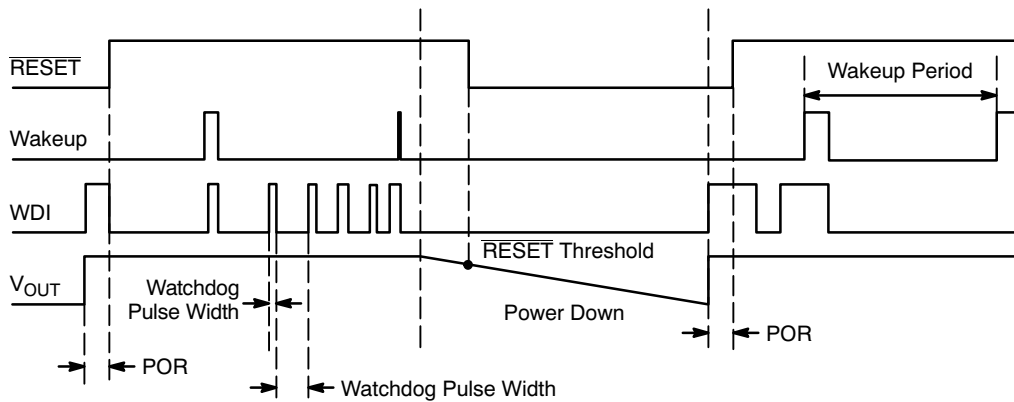 RESET
Wakeup Period
Wakeup
WDI
RESET Threshold
VOUT
Watchdog
Pulse Width
Power Down
POR
POR
Watchdog Pulse Width